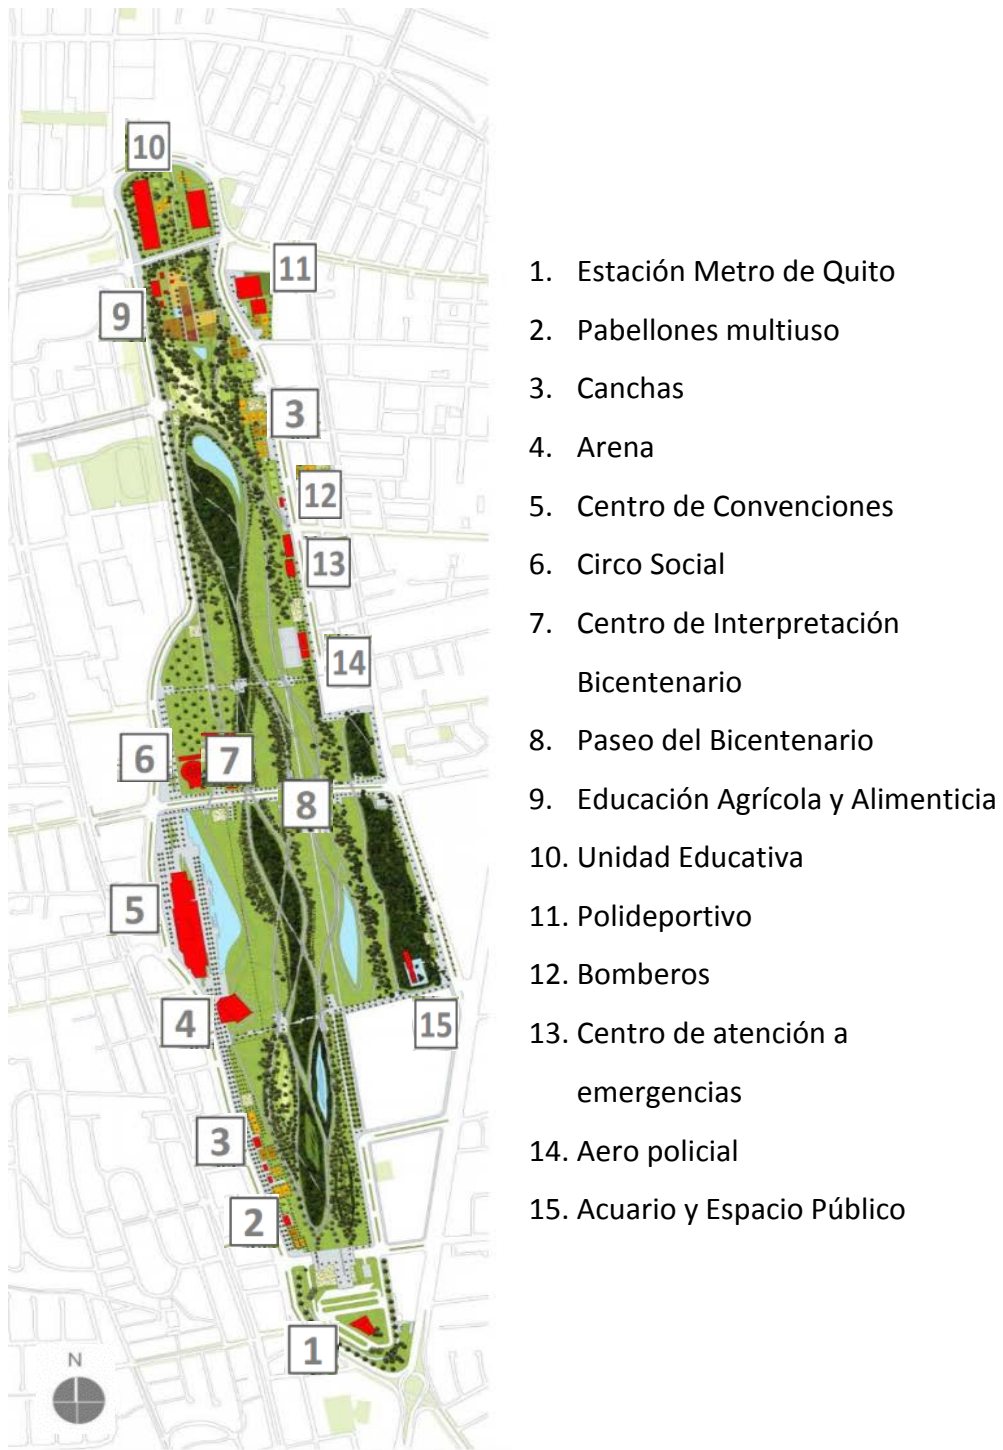 10
11
9
3
12
13
14
6
7
8
5
4
15
3
2
1
N
1. Estación Metro de Quito
2. Pabellones multiuso
3. Canchas
4. Arena
5. Centro de Convenciones
6. Circo Social
7. Centro de Interpretación
Bicentenario
8. Paseo del Bicentenario
9. Educación Agrícola y Alimenticia
10. Unidad Educativa
11. Polideportivo
12. Bomberos
13. Centro de atención a
emergencias
14. Aero policial
15. Acuario y Espacio Público